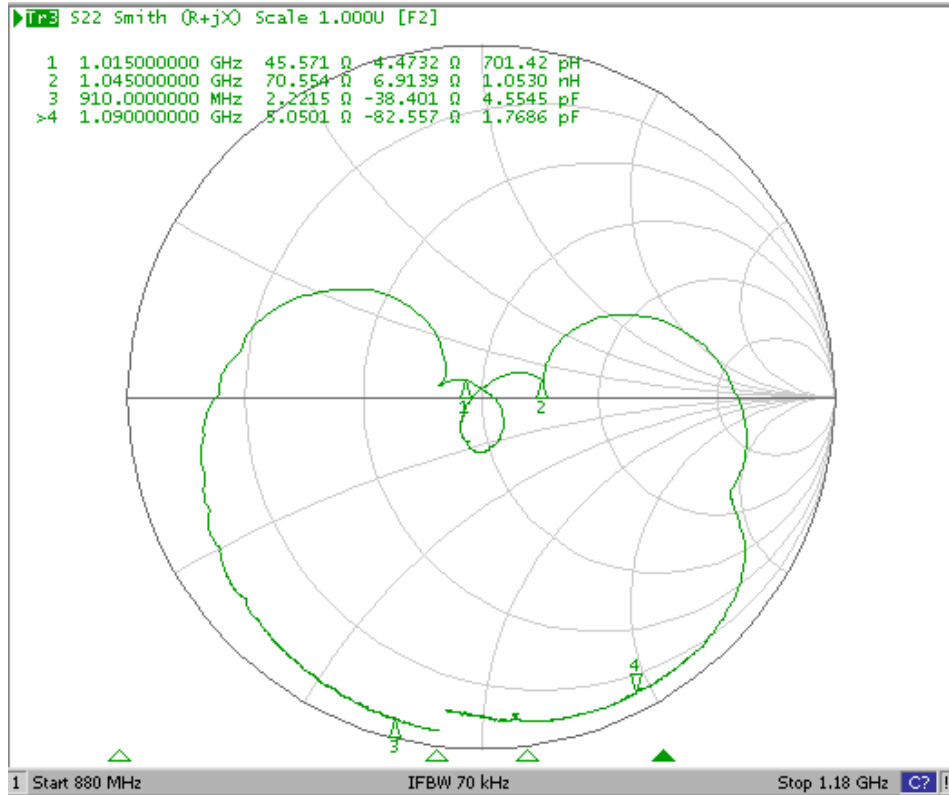 Tr3 S22 Smith (R+jX) Scale 1.000U [F2]
1 1.015000000 GHz 45.571 Ω 4.4732 Ω 701.42 pH
2 1.045000000 GHz 70.554 Ω 6.9139 Ω 1.0530 nH
3 910.0000000 MHz 2.2215 Ω -38.401 Ω 4.5545 pF
>4 1.090000000 GHz 5.0501 Ω -82.557 Ω 1.7686 pF
1 2
4
3
1 Start 880 MHz IFBW 70 kHz Stop 1.18 GHz C? !